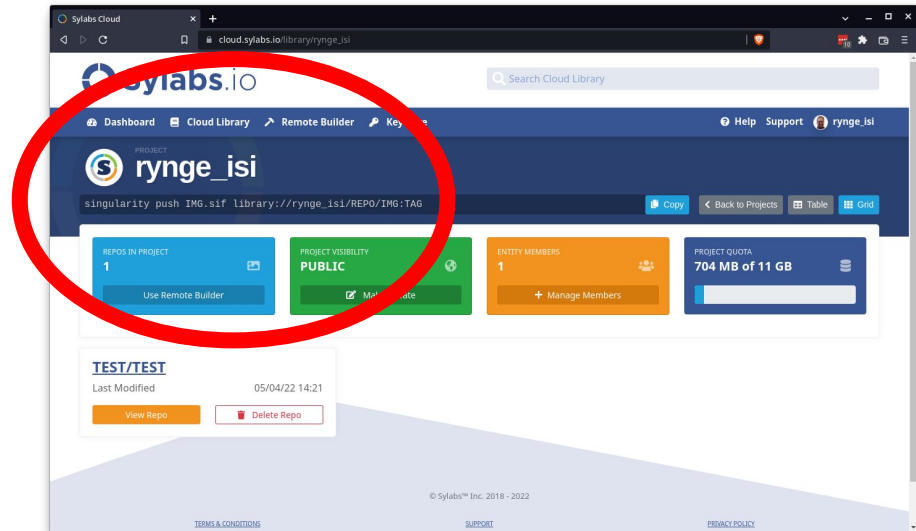 Sylabs Cloud
cloud.sylabs.io/library/rynge_isi
10
Sylabs.io
Search Cloud Library
Dashboard Cloud Library Remote Builder
Help Support rynge_isi
PROJECT
rynge_isi
singularity push IMG.sif library://rynge_isi/REPO/IMG:TAG
Copy Back to Projects Table Grid
REPOS IN PROJECT
1
Use Remote Builder
PROJECT VISIBILITY
PUBLIC
ENTITY MEMBERS
1
+ Manage Members
PROJECT QUOTA
704 MB of 11 GB
TEST/TEST
Last Modified 05/04/22 14:21
View Repo Delete Repo
© Sylabs™ Inc. 2018 - 2022
TERMS & CONDITIONS SUPPORT PRIVACY POLICY